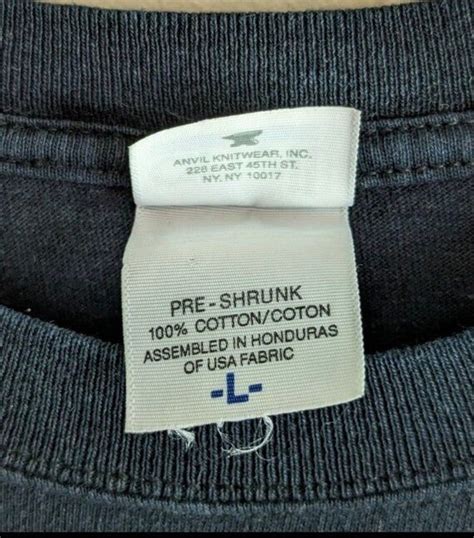 ANVIL KNITWEAR, INC.
228 EAST 45TH ST.
NY. NY 10017
PRE-SHRUNK
100% COTTON/COTON
ASSEMBLED IN HONDURAS
OF USA FABRIC
-L-